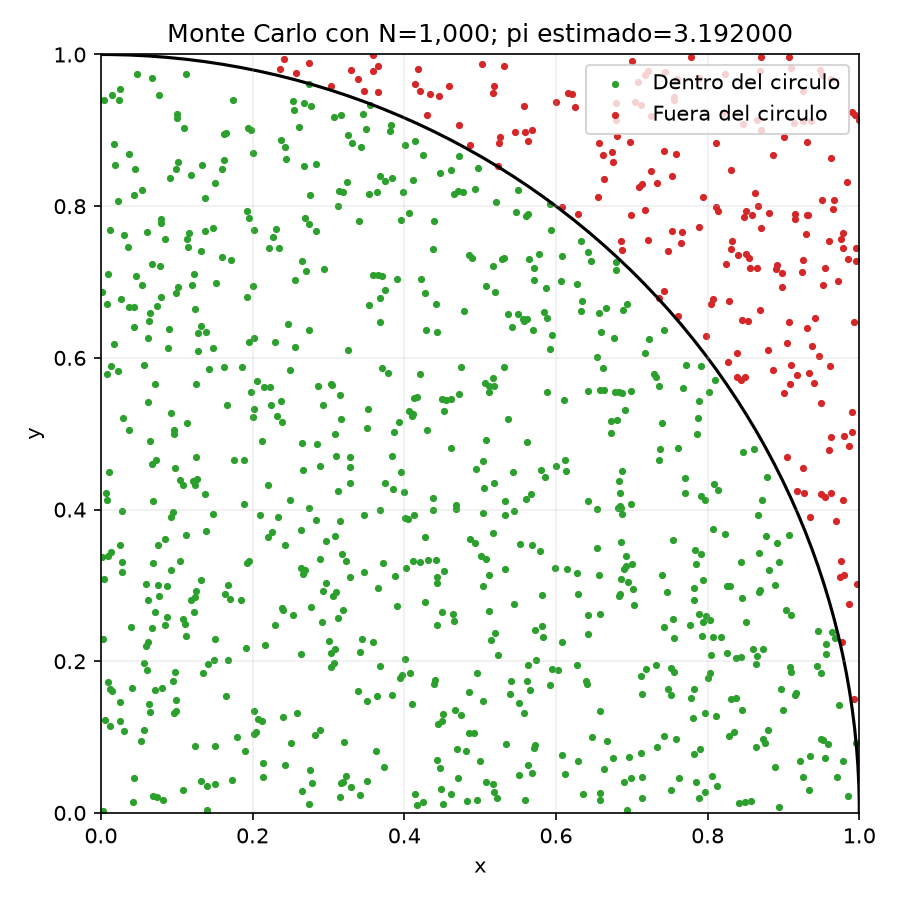 Monte Carlo con N=1,000; pi estimado=3.192000
Dentro del circulo
Fuera del circulo
1.0
0.8
0.6
0.4
0.2
0.0
y
0.0 0.2 0.4 0.6 0.8 1.0
x